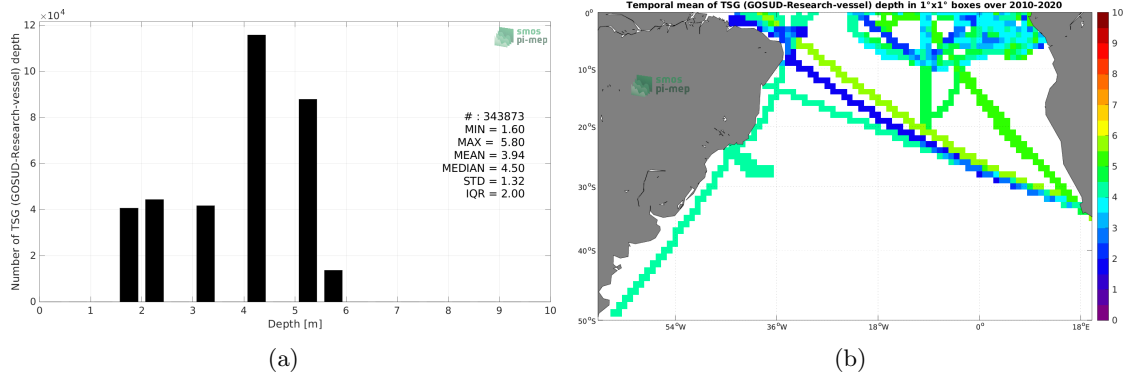 Temporal mean of TSG (GOSUD-Research-vessel) depth in 1°x1° boxes over 2010-2020
×10⁴
12
10
8
6
4
2
0
Number of TSG (GOSUD-Research-vessel) depth
smos
pi-mep
# : 343873
MIN = 1.60
MAX = 5.80
MEAN = 3.94
MEDIAN = 4.50
STD = 1.32
IQR = 2.00
0 1 2 3 4 5 6 7 8 9 10
Depth [m]
(a)
0°
10°S
20°S
30°S
40°S
50°S
smos
pi-mep
54°W 36°W 18°W 0° 18°E
10
9
8
7
6
5
4
3
2
1
0
(b)